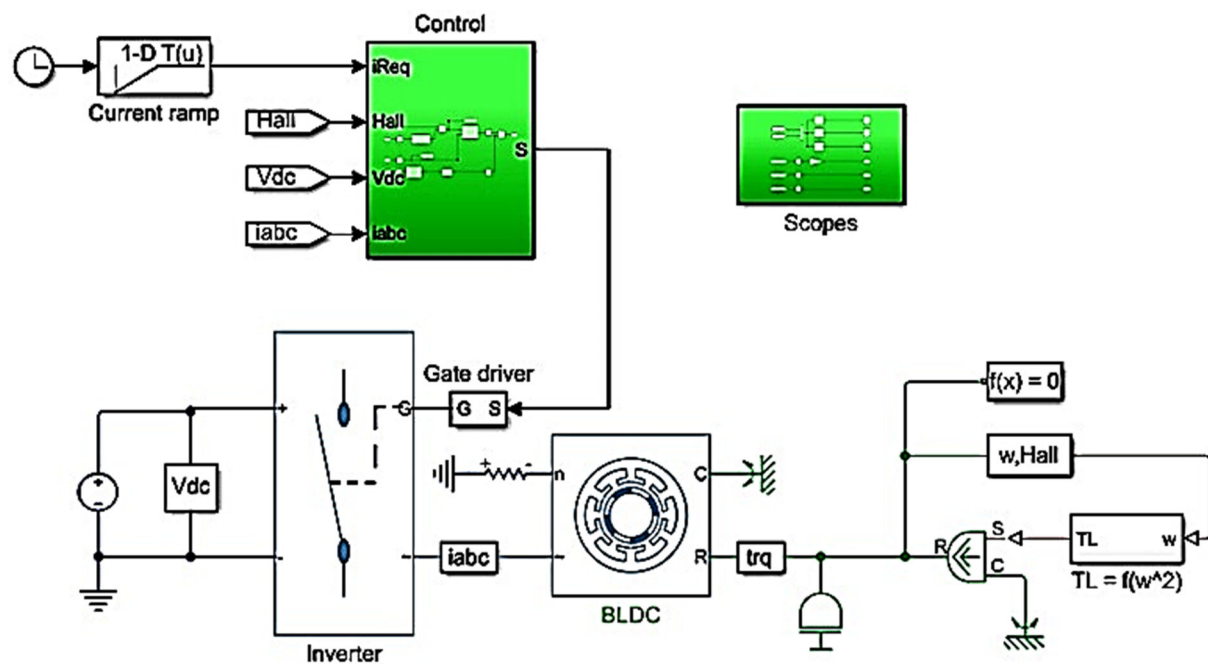 Control
1-D T(u)
Current ramp
iReq
Hall
Hall
Vdc
Vdc
iabc
iabc
S
Scopes
Gate driver
G
G S
+
-
Vdc
+
-
~
Inverter
iabc
+ -
n
C
~
R
BLDC
trq
f(x) = 0
w,Hall
R
S
C
TL w
TL = f(w^2)